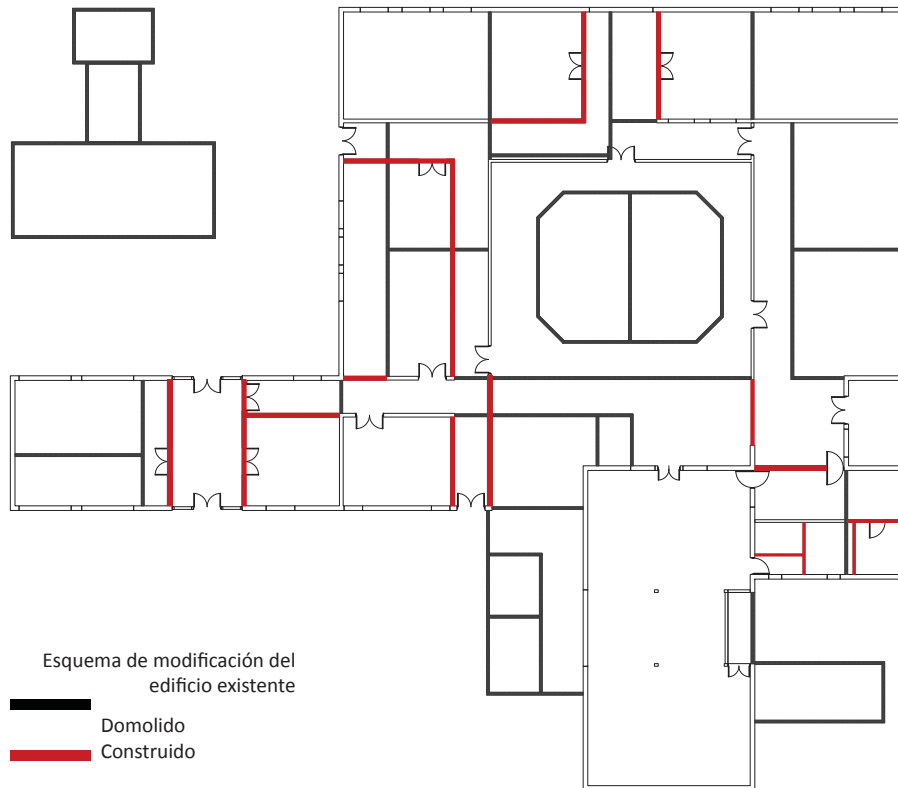 Esquema de modificación del
edificio existente
Domolido
Construido